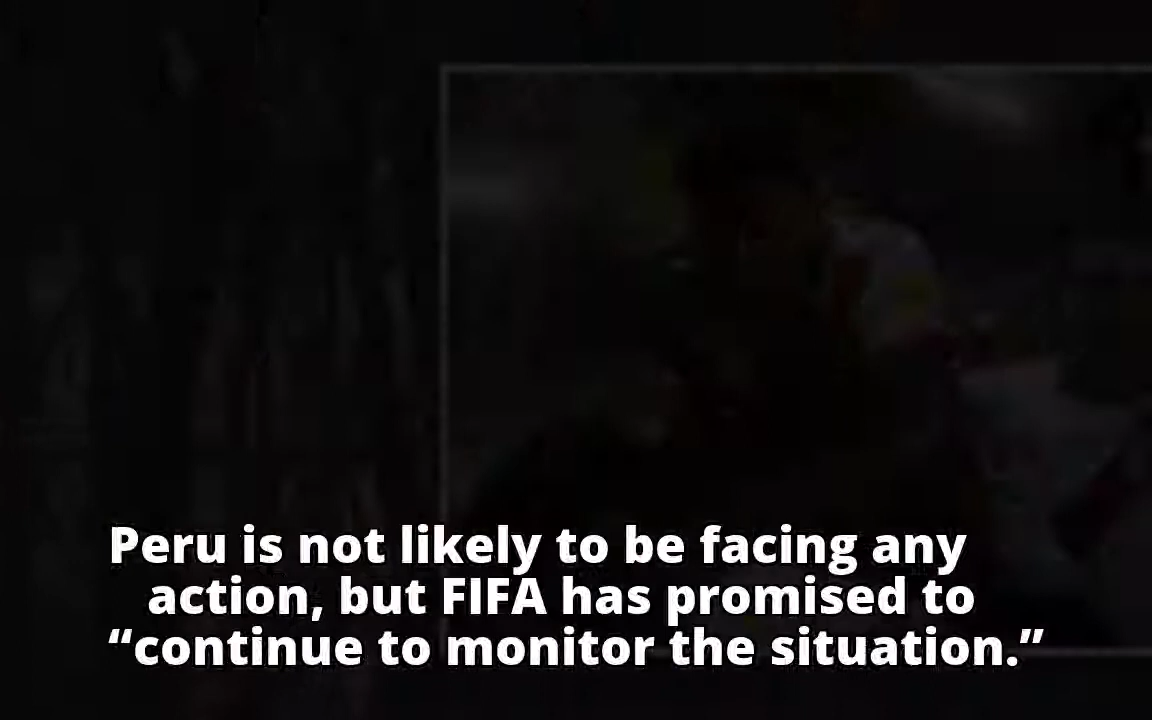 Peru is not likely to be facing any
action, but FIFA has promised to
“continue to monitor the situation.”